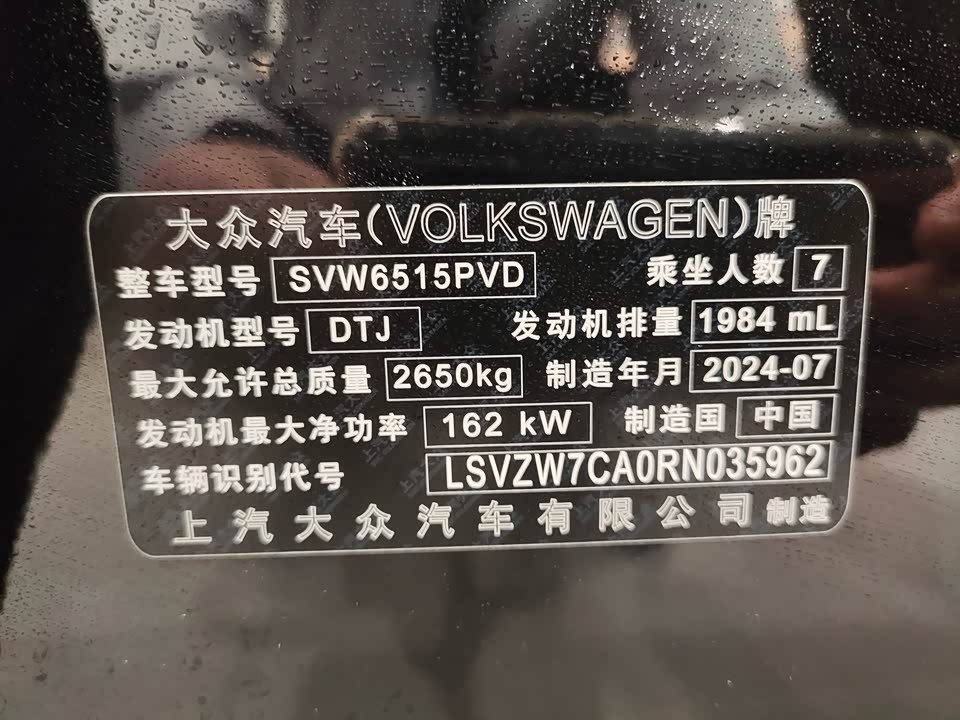 大众汽车(VOLKSWAGEN)牌
整车型号 SVW6515PVD 乘坐人数 7
发动机型号 DTJ 发动机排量 1984 mL
最大允许总质量 2650kg 制造年月 2024-07
发动机最大净功率 162 kW 制造国 中国
车辆识别代号 LSVZW7CA0RN035962
上汽大众汽车有限公司 制造